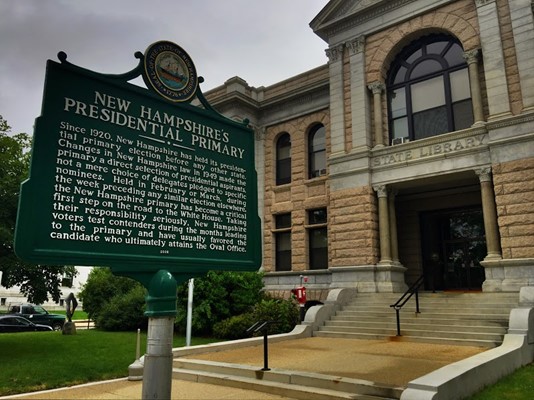 NEW HAMPSHIRE'S
PRESIDENTIAL PRIMARY
Since 1920, New Hampshire has held its presiden-
tial primary election before any other state.
Changes in New Hampshire law in 1949 made the
primary a direct selection of presidential aspirants,
not a mere choice of delegates pledged to specific
nominees. Held in February or March, during
the week preceding any similar election elsewhere,
the New Hampshire primary has become a critical
first step on the road to the White House. Taking
their responsibility seriously, New Hampshire
voters test contenders during the months leading
to the primary and have usually favored the
candidate who ultimately attains the Oval Office.
STATE LIBRARY